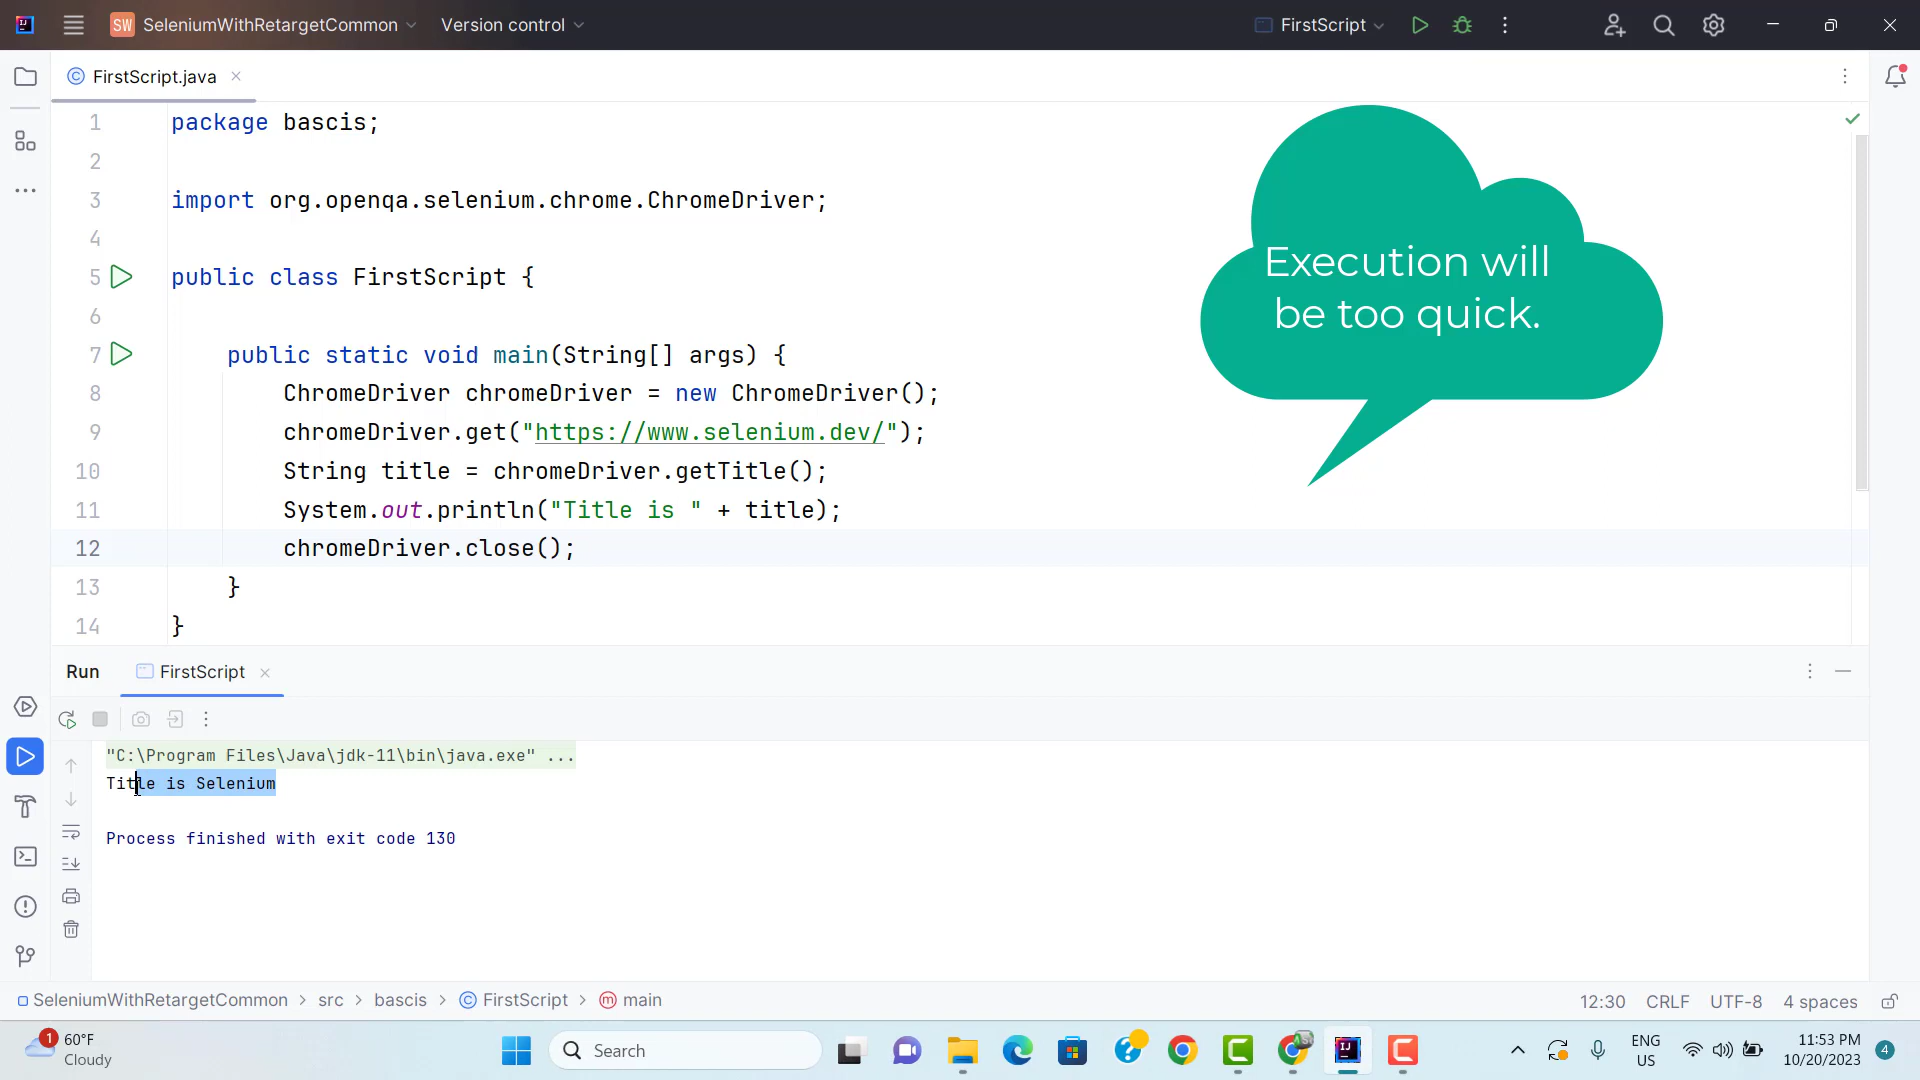 SW SeleniumWithRetargetCommon Version control FirstScript
FirstScript.java
1 package bascis;
2
3 import org.openqa.selenium.chrome.ChromeDriver;
4
5 public class FirstScript {
6
7 public static void main(String[] args) {
8 ChromeDriver chromeDriver = new ChromeDriver();
9 chromeDriver.get("https://www.selenium.dev/");
10 String title = chromeDriver.getTitle();
11 System.out.println("Title is " + title);
12 chromeDriver.close();
13 }
14 }
Execution will
be too quick.
Run FirstScript
"C:\Program Files\Java\jdk-11\bin\java.exe" ...
Title is Selenium
Process finished with exit code 130
SeleniumWithRetargetCommon > src > bascis > FirstScript > main 12:30 CRLF UTF-8 4 spaces
1 60°F
Cloudy
Search
ENG
US
11:53 PM
10/20/2023
4